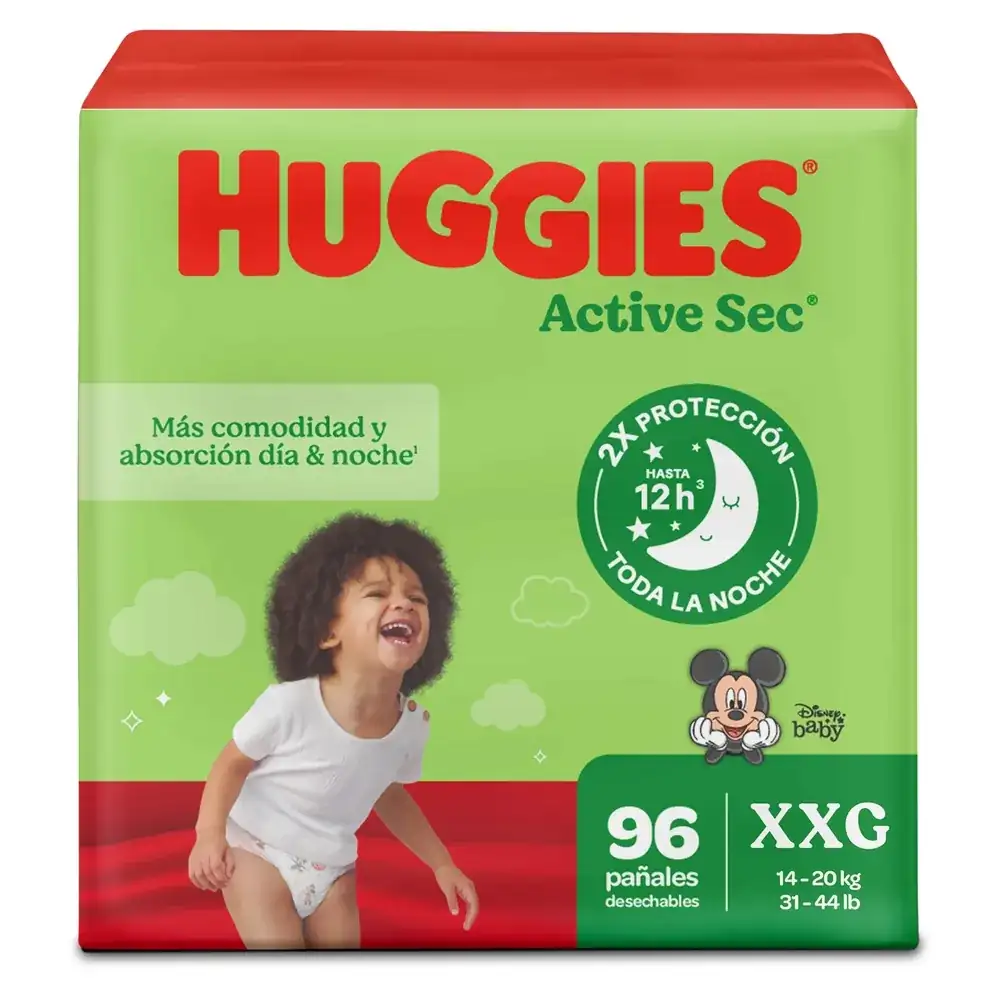 HUGGIES®
Active Sec®
Más comodidad y
absorción día & noche¹
2X PROTECCIÓN
HASTA
12h³
TODA LA NOCHE
Disney
baby
96
pañales
desechables
XXG
14 - 20 kg
31 - 44 lb